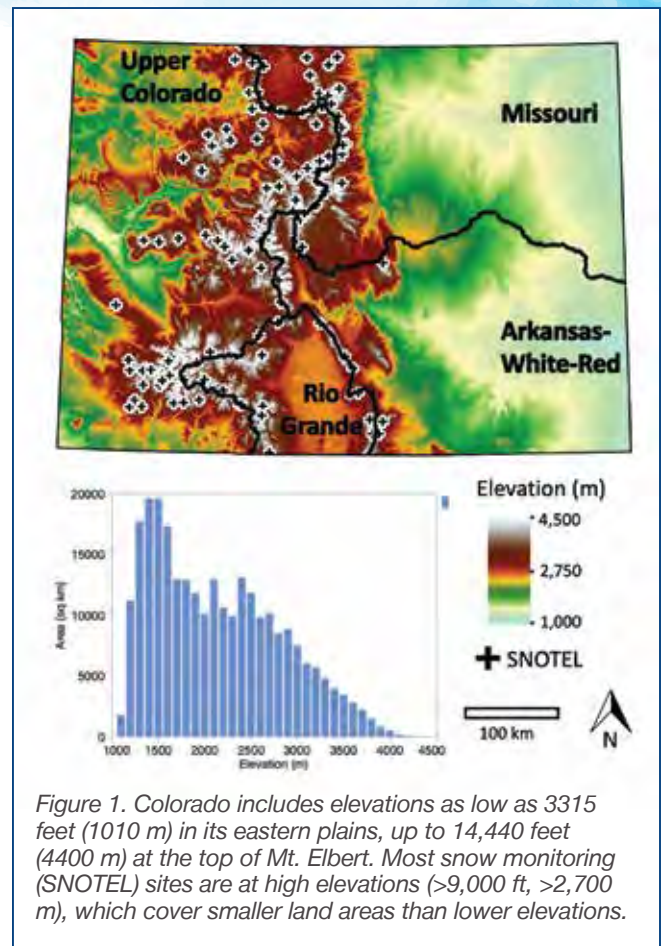 Upper
Colorado
Missouri
Arkansas-
White-Red
Rio
Grande
20000
15000
10000
5000
0
Area (sq km)
1000 1500 2000 2500 3000 3500 4000 4500
Elevation (m)
Elevation (m)
4,500
2,750
1,000
SNOTEL
100 km
N
Figure 1. Colorado includes elevations as low as 3315
feet (1010 m) in its eastern plains, up to 14,440 feet
(4400 m) at the top of Mt. Elbert. Most snow monitoring
(SNOTEL) sites are at high elevations (>9,000 ft, >2,700
m), which cover smaller land areas than lower elevations.